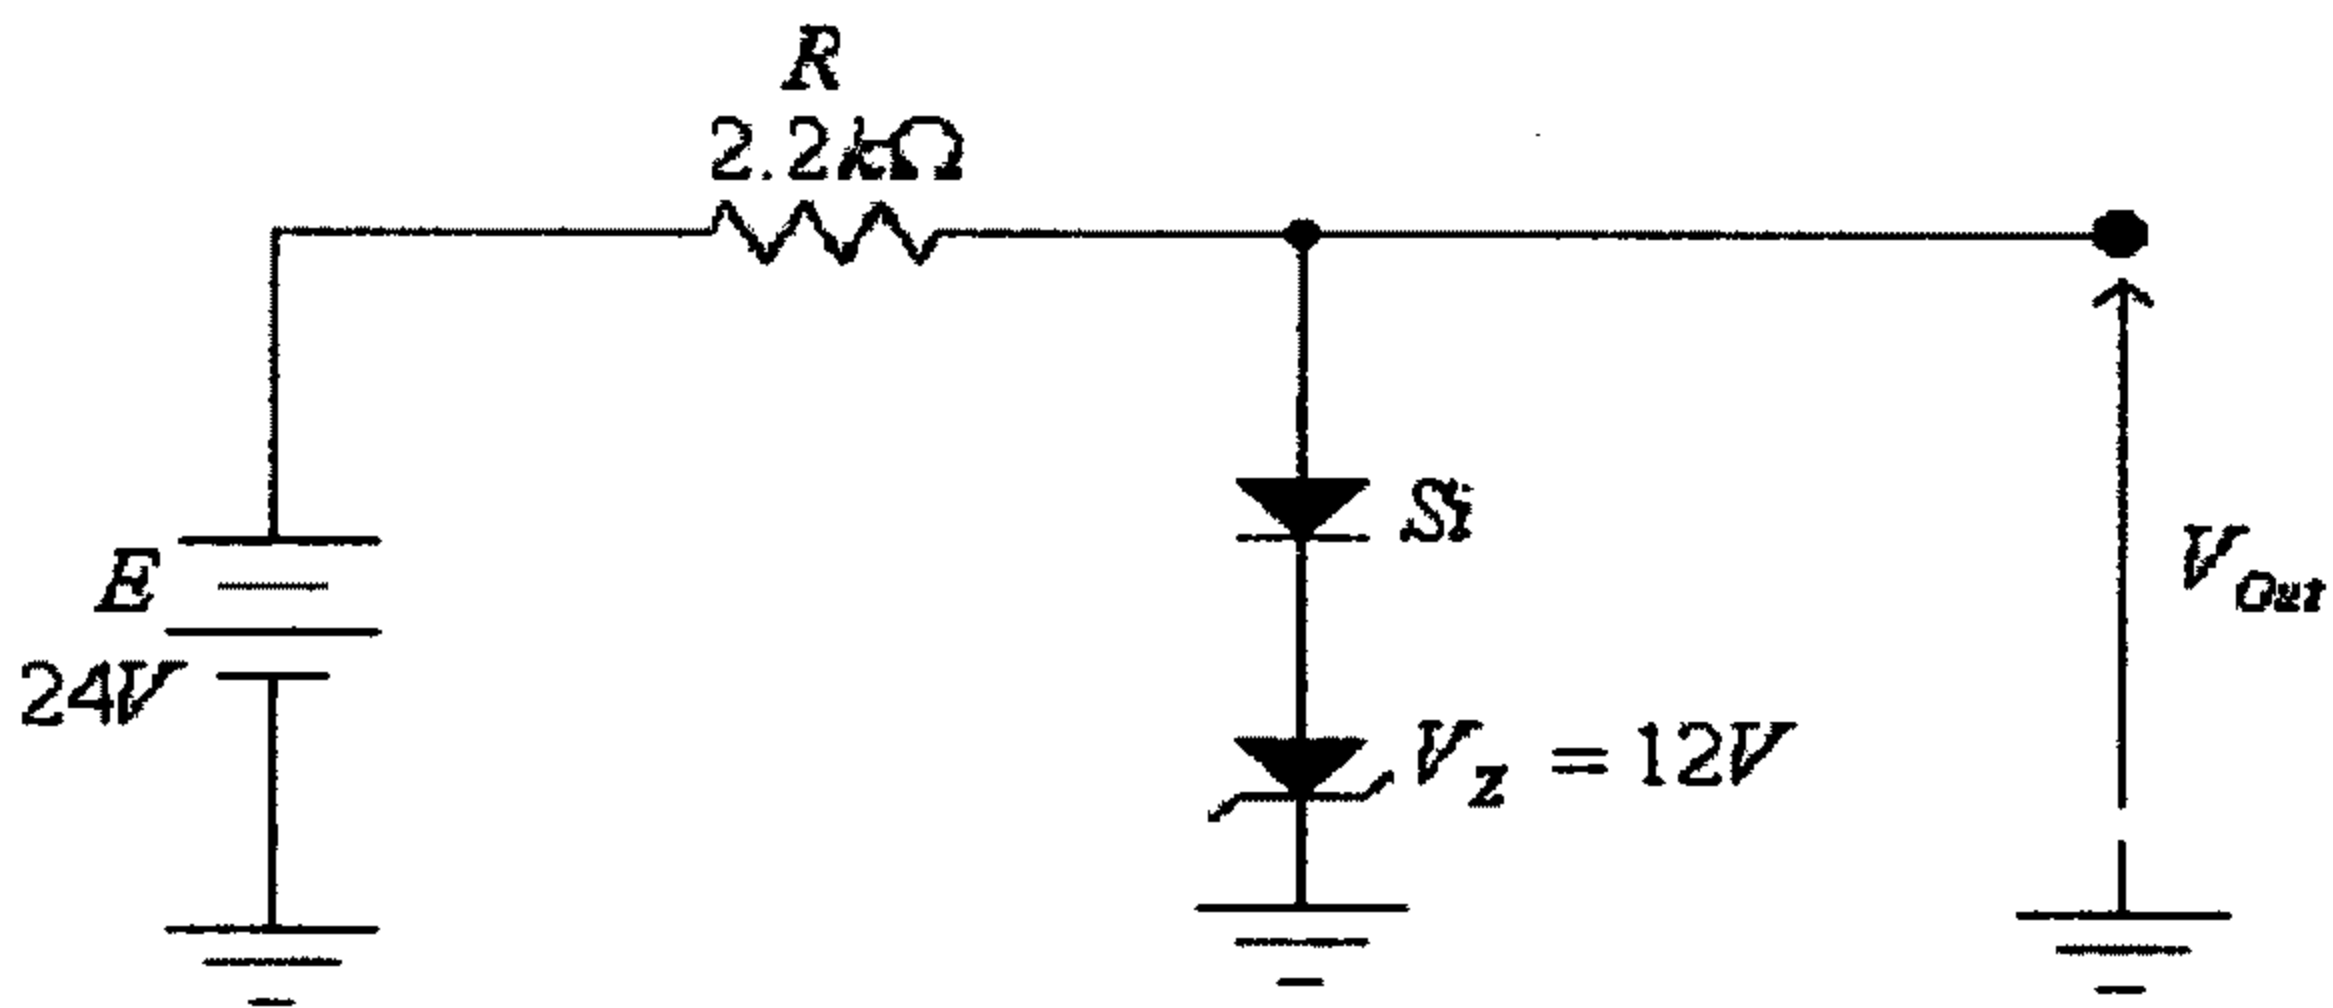 R
2.2kΩ
Si
E
V_Out
24V
V_Z = 12V